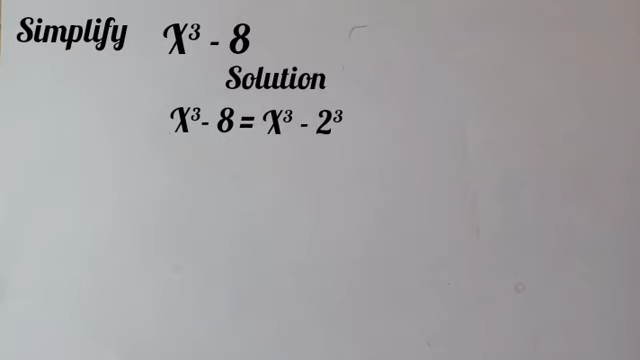 Simplify X³ - 8
Solution
X³- 8 = X³ - 2³